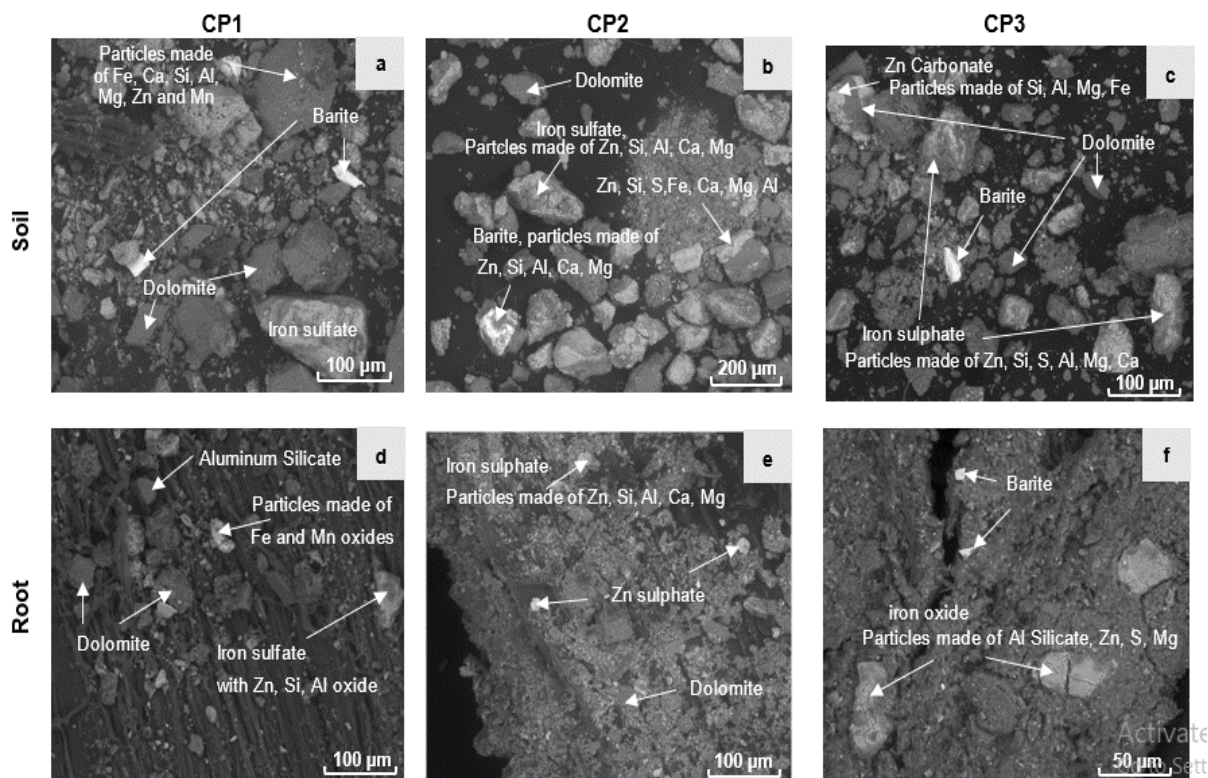 CP1
CP2
CP3
Soil
Root
a
Particles made
of Fe, Ca, Si, Al,
Mg, Zn and Mn
Barite
Dolomite
Iron sulfate
100 µm
b
Dolomite
Iron sulfate,
Partcles made of Zn, Si, Al, Ca, Mg
Zn, Si, S,Fe, Ca, Mg, Al
Barite, particles made of
Zn, Si, Al, Ca, Mg
200 µm
c
Zn Carbonate
Particles made of Si, Al, Mg, Fe
Dolomite
Barite
Iron sulphate
Particles made of Zn, Si, S, Al, Mg, Ca
100 µm
d
Aluminum Silicate
Particles made of
Fe and Mn oxides
Dolomite
Iron sulfate
with Zn, Si, Al oxide
100 µm
e
Iron sulphate
Particles made of Zn, Si, Al, Ca, Mg
Zn sulphate
Dolomite
100 µm
f
Barite
iron oxide
Particles made of Al Silicate, Zn, S, Mg
50 µm
Activate
to Sett